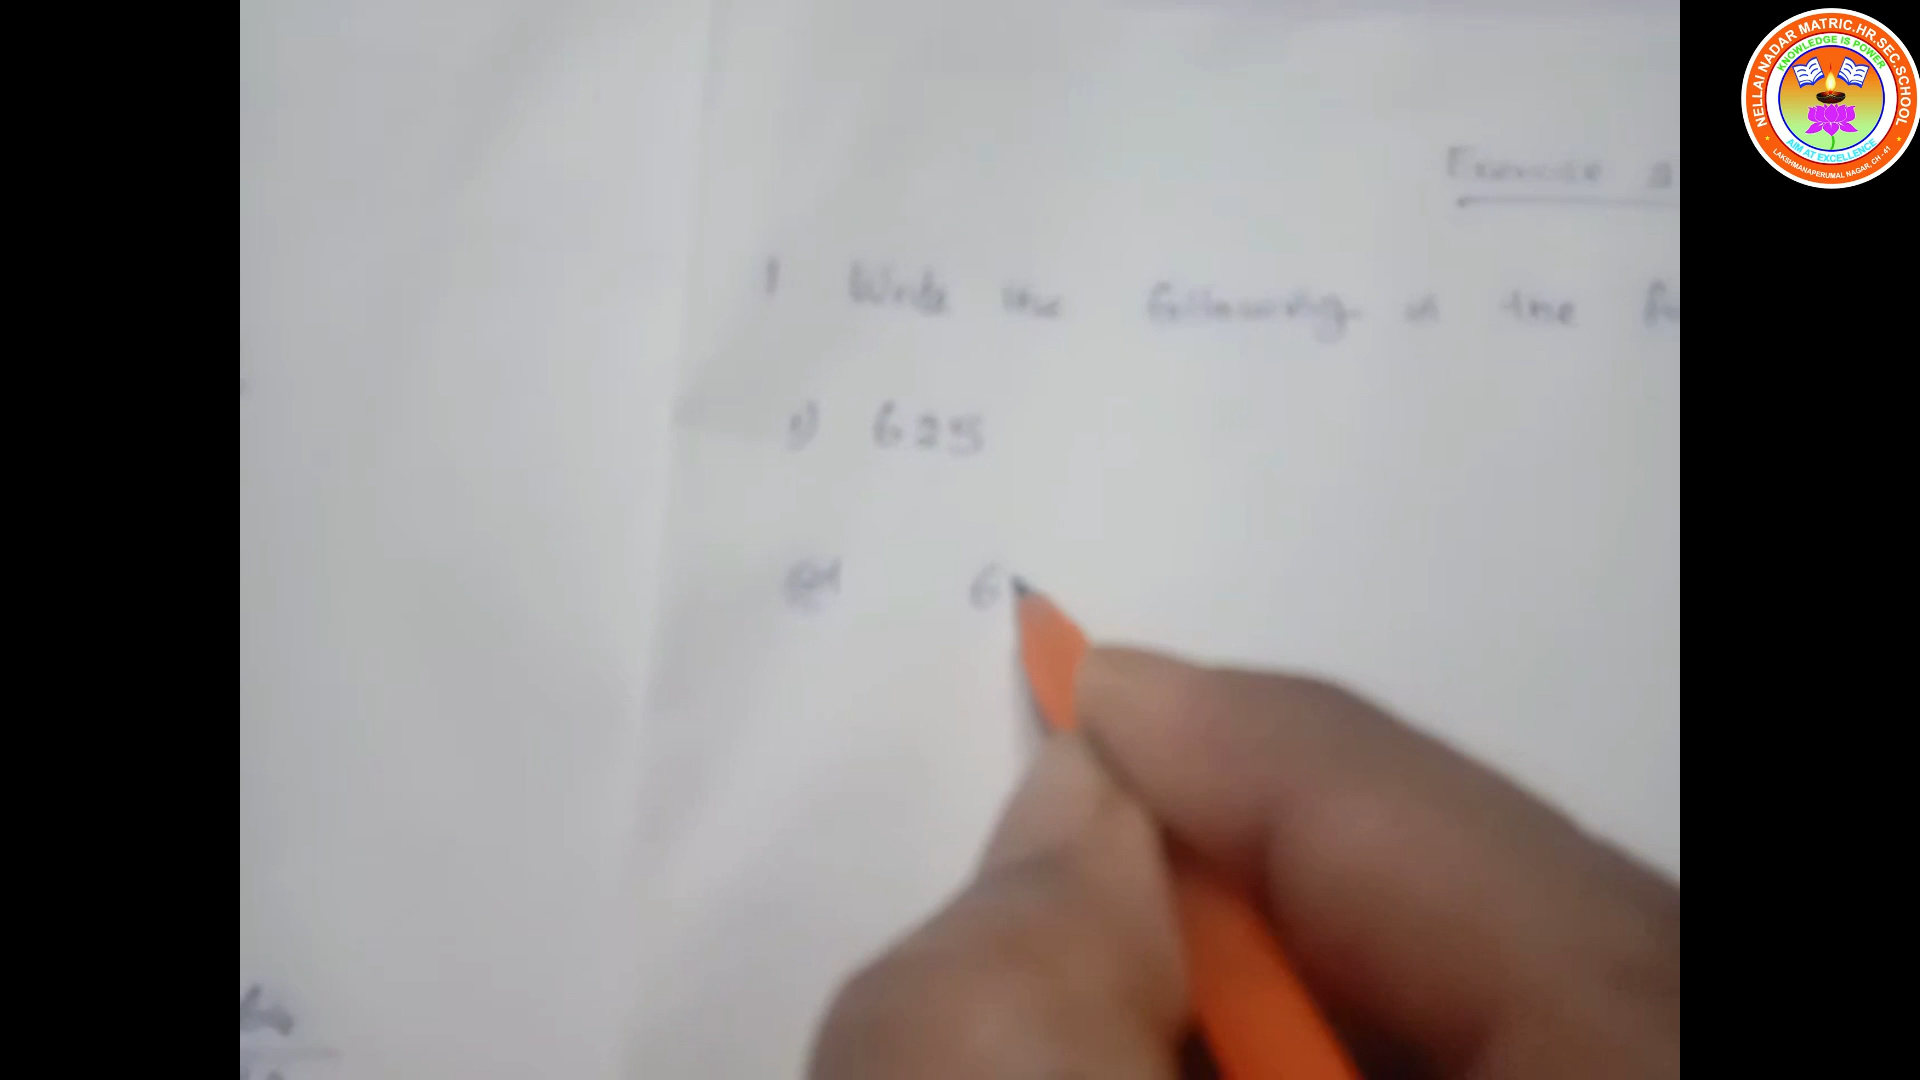 NELLAI NADAR MATRIC.HR.SEC.SCHOOL
KNOWLEDGE IS POWER
AIM AT EXCELLENCE
LAKSHMANAPERUMAL NAGAR, CH - 41
Exercise
1 Write the following in the
i) 625
6